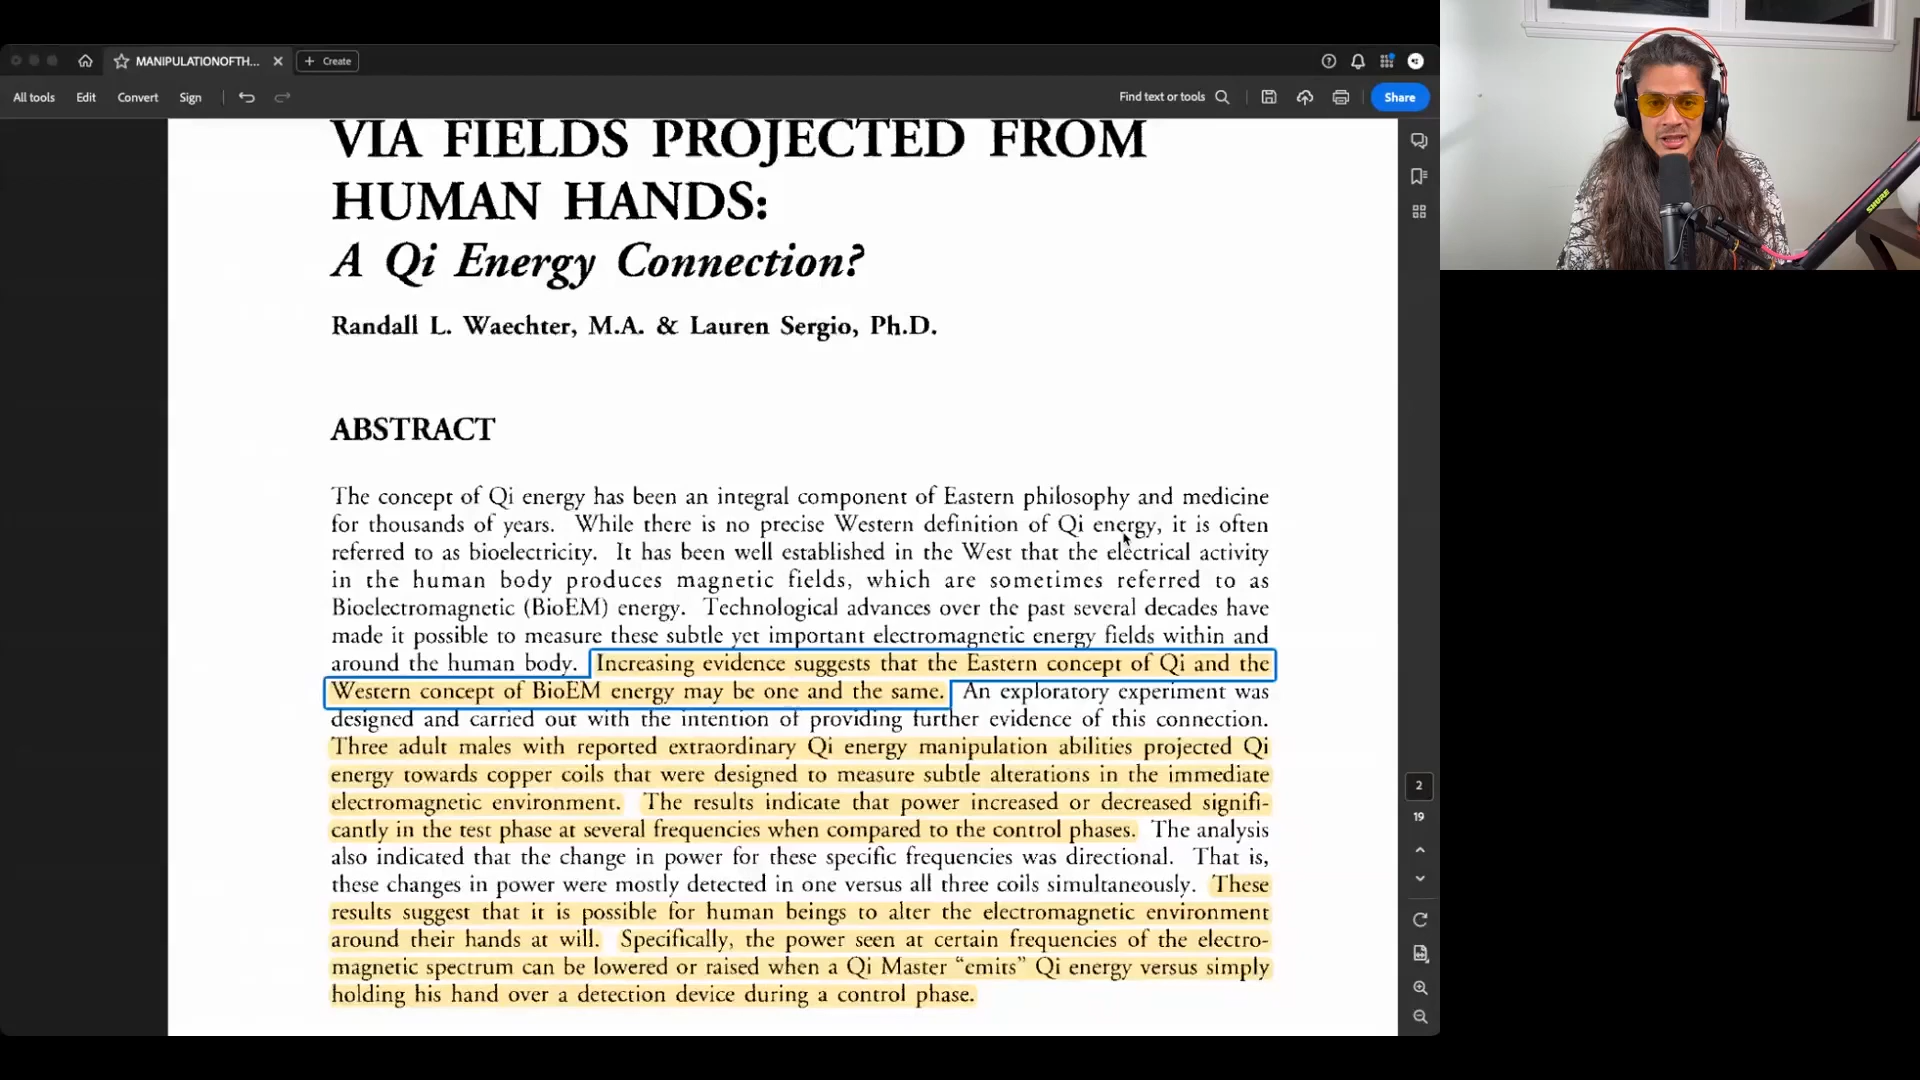 MANIPULATIONOFTH...
Create
All tools
Edit
Convert
Sign
Find text or tools
Share
VIA FIELDS PROJECTED FROM
HUMAN HANDS:
A Qi Energy Connection?
Randall L. Waechter, M.A. & Lauren Sergio, Ph.D.
ABSTRACT
The concept of Qi energy has been an integral component of Eastern philosophy and medicine
for thousands of years. While there is no precise Western definition of Qi energy, it is often
referred to as bioelectricity. It has been well established in the West that the electrical activity
in the human body produces magnetic fields, which are sometimes referred to as
Bioelectromagnetic (BioEM) energy. Technological advances over the past several decades have
made it possible to measure these subtle yet important electromagnetic energy fields within and
around the human body. Increasing evidence suggests that the Eastern concept of Qi and the
Western concept of BioEM energy may be one and the same. An exploratory experiment was
designed and carried out with the intention of providing further evidence of this connection.
Three adult males with reported extraordinary Qi energy manipulation abilities projected Qi
energy towards copper coils that were designed to measure subtle alterations in the immediate
electromagnetic environment. The results indicate that power increased or decreased signifi-
cantly in the test phase at several frequencies when compared to the control phases. The analysis
also indicated that the change in power for these specific frequencies was directional. That is,
these changes in power were mostly detected in one versus all three coils simultaneously. These
results suggest that it is possible for human beings to alter the electromagnetic environment
around their hands at will. Specifically, the power seen at certain frequencies of the electro-
magnetic spectrum can be lowered or raised when a Qi Master “emits” Qi energy versus simply
holding his hand over a detection device during a control phase.
2
19
SHURE